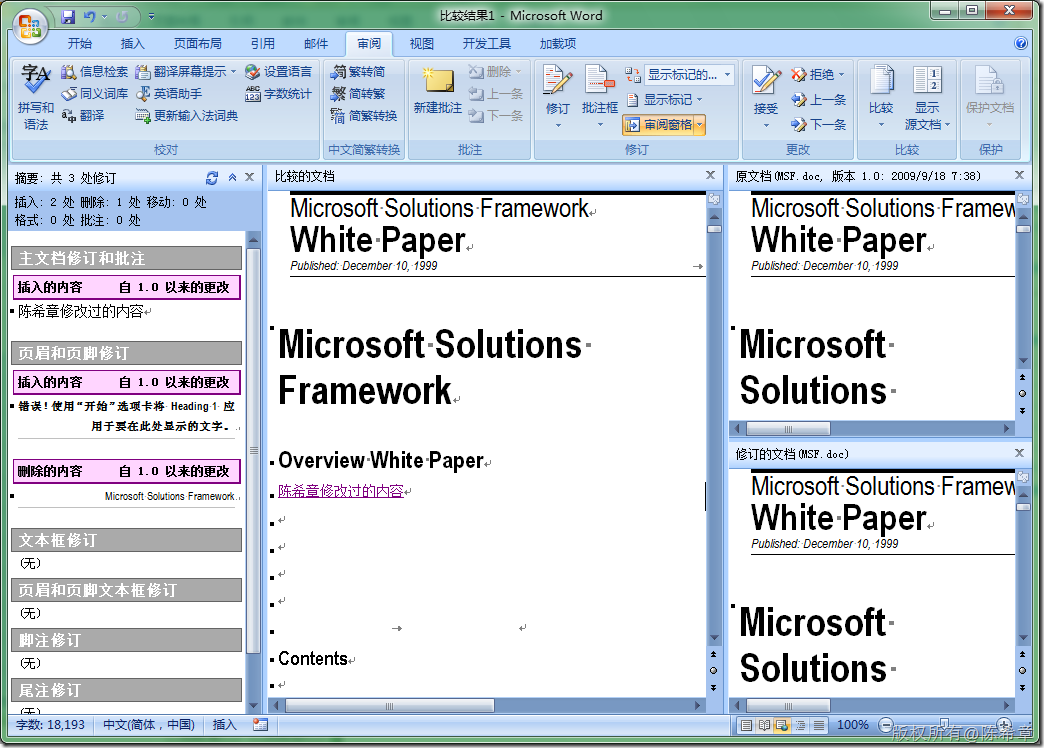 比较结果1 - Microsoft Word
开始 插入 页面布局 引用 邮件 审阅 视图 开发工具 加载项
拼写和语法
信息检索
同义词库
翻译
翻译屏幕提示
英语助手
更新输入法词典
设置语言
字数统计
校对
繁转简
简转繁
简繁转换
中文简繁转换
新建批注
删除
上一条
下一条
批注
修订
批注框
显示标记的...
显示标记
审阅窗格
修订
接受
拒绝
上一条
下一条
更改
比较
显示
源文档
比较
保护文档
保护
摘要: 共 3 处修订
插入: 2 处 删除: 1 处 移动: 0 处
格式: 0 处 批注: 0 处
主文档修订和批注
插入的内容 自 1.0 以来的更改
陈希章修改过的内容
页眉和页脚修订
插入的内容 自 1.0 以来的更改
错误!使用“开始”选项卡将 Heading 1 应
用于要在此处显示的文字。
删除的内容 自 1.0 以来的更改
Microsoft Solutions Framework
文本框修订
(无)
页眉和页脚文本框修订
(无)
脚注修订
(无)
尾注修订
(无)
比较的文档
Microsoft Solutions Framework
White Paper
Published: December 10, 1999
Microsoft Solutions
Framework
Overview White Paper
陈希章修改过的内容
Contents
原文档(MSF.doc, 版本 1.0: 2009/9/18 7:38)
Microsoft Solutions Framew
White Paper
Published: December 10, 1999
Microsoft
Solutions
修订的文档(MSF.doc)
Microsoft Solutions Framew
White Paper
Published: December 10, 1999
Microsoft
Solutions
字数: 18,193 中文(简体，中国) 插入 100%
版权所有@陈希章